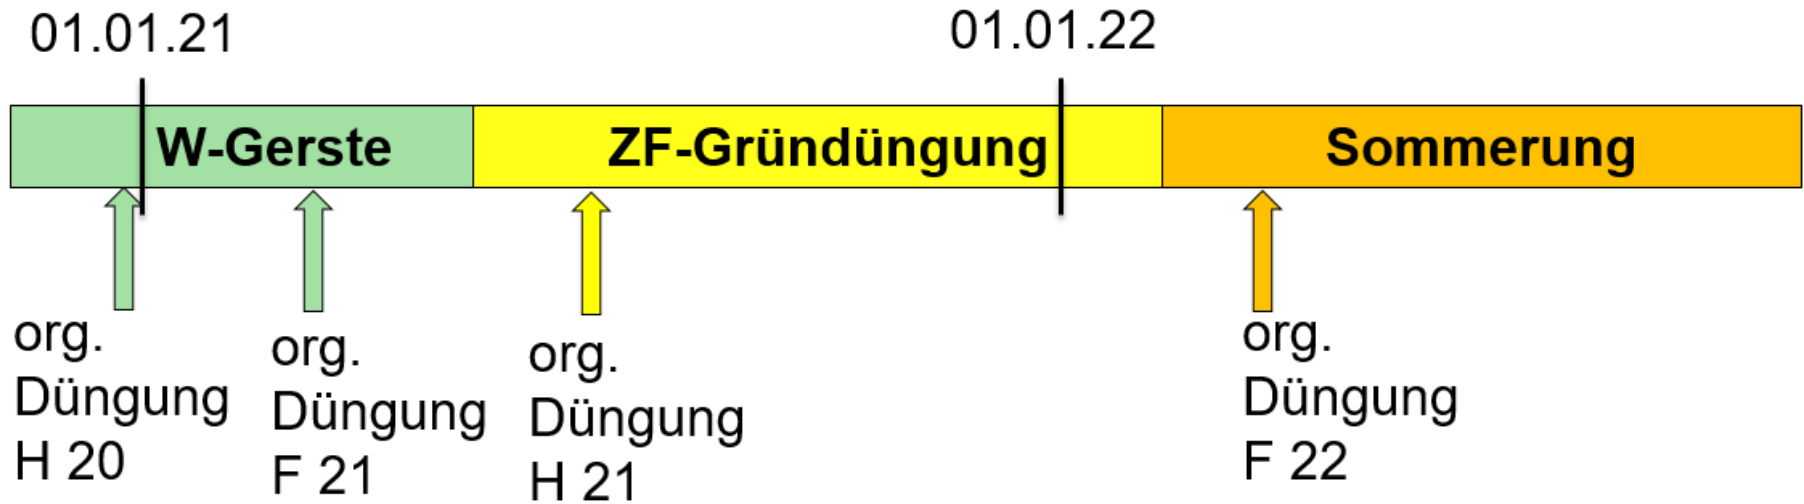 01.01.21
01.01.22
W-Gerste
ZF-Gründüngung
Sommerung
org.
Düngung
H 20
org.
Düngung
F 21
org.
Düngung
H 21
org.
Düngung
F 22